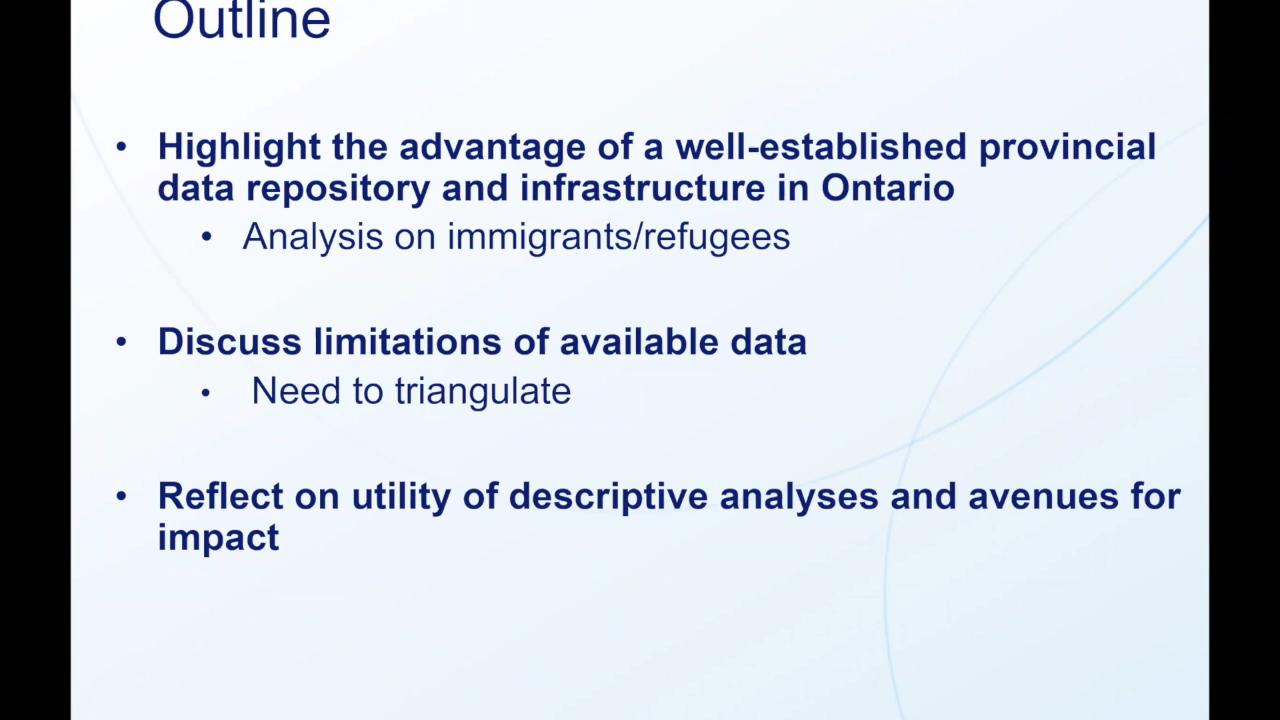 Outline
• Highlight the advantage of a well-established provincial
data repository and infrastructure in Ontario
• Analysis on immigrants/refugees
• Discuss limitations of available data
• Need to triangulate
• Reflect on utility of descriptive analyses and avenues for
impact